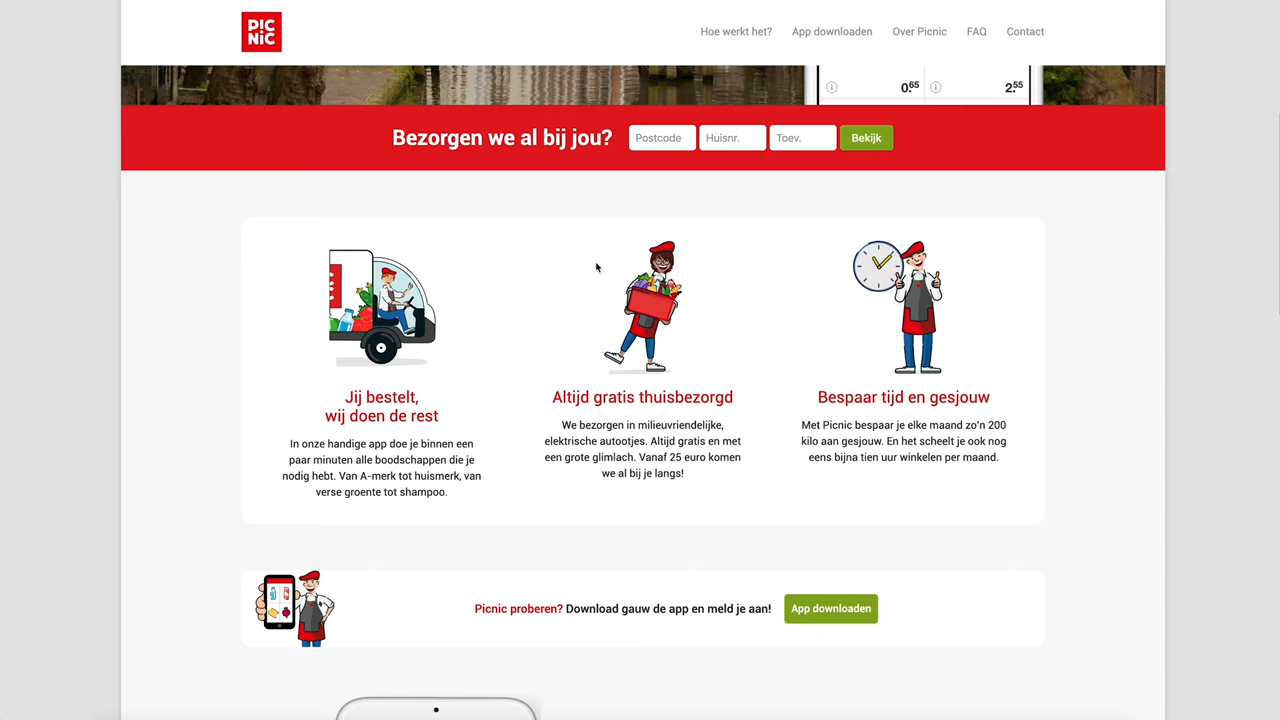 PIC
NIC
Hoe werkt het?
App downloaden
Over Picnic
FAQ
Contact
0.65
2.55
Bezorgen we al bij jou?
Postcode
Huisnr.
Toev.
Bekijk
Jij bestelt,
wij doen de rest
In onze handige app doe je binnen een
paar minuten alle boodschappen die je
nodig hebt. Van A-merk tot huismerk, van
verse groente tot shampoo.
Altijd gratis thuisbezorgd
We bezorgen in milieuvriendelijke,
elektrische autootjes. Altijd gratis en met
een grote glimlach. Vanaf 25 euro komen
we al bij je langs!
Bespaar tijd en gesjouw
Met Picnic bespaar je elke maand zo'n 200
kilo aan gesjouw. En het scheelt je ook nog
eens bijna tien uur winkelen per maand.
Picnic proberen? Download gauw de app en meld je aan!
App downloaden